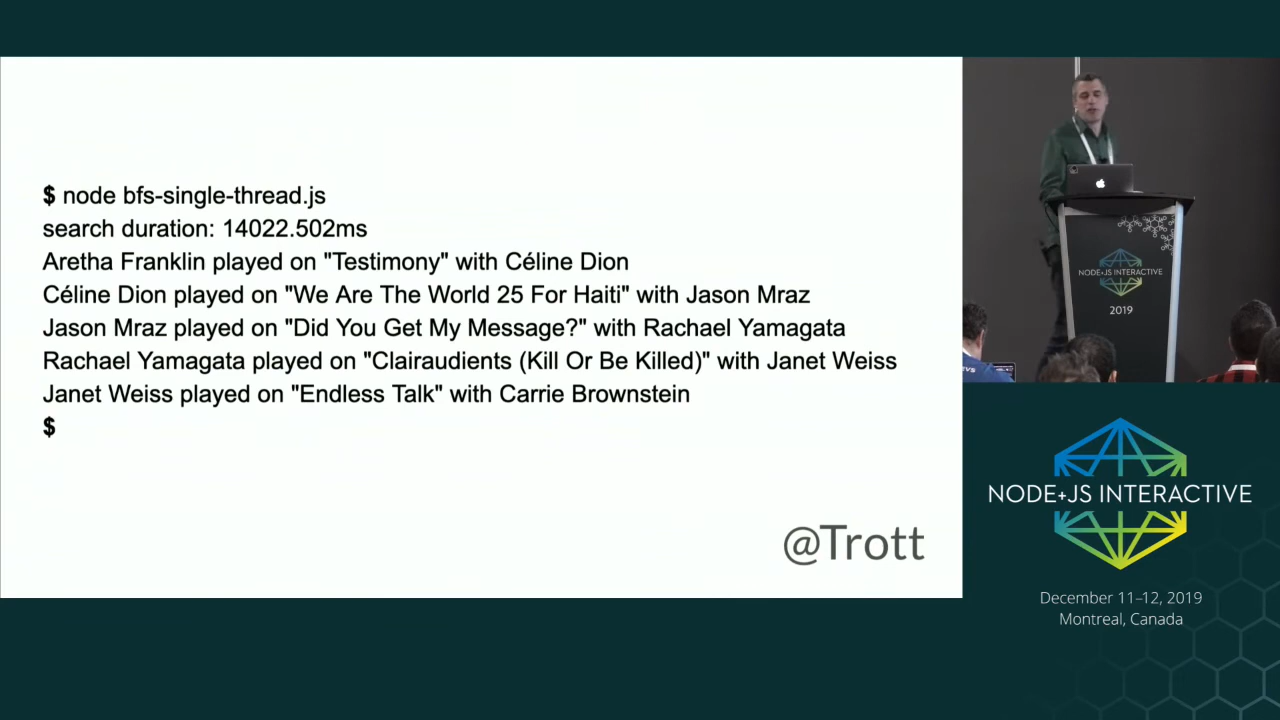 $ node bfs-single-thread.js
search duration: 14022.502ms
Aretha Franklin played on "Testimony" with Céline Dion
Céline Dion played on "We Are The World 25 For Haiti" with Jason Mraz
Jason Mraz played on "Did You Get My Message?" with Rachael Yamagata
Rachael Yamagata played on "Clairaudients (Kill Or Be Killed)" with Janet Weiss
Janet Weiss played on "Endless Talk" with Carrie Brownstein
$
@Trott
NODE+JS INTERACTIVE
2019
NODE+JS INTERACTIVE
December 11–12, 2019
Montreal, Canada